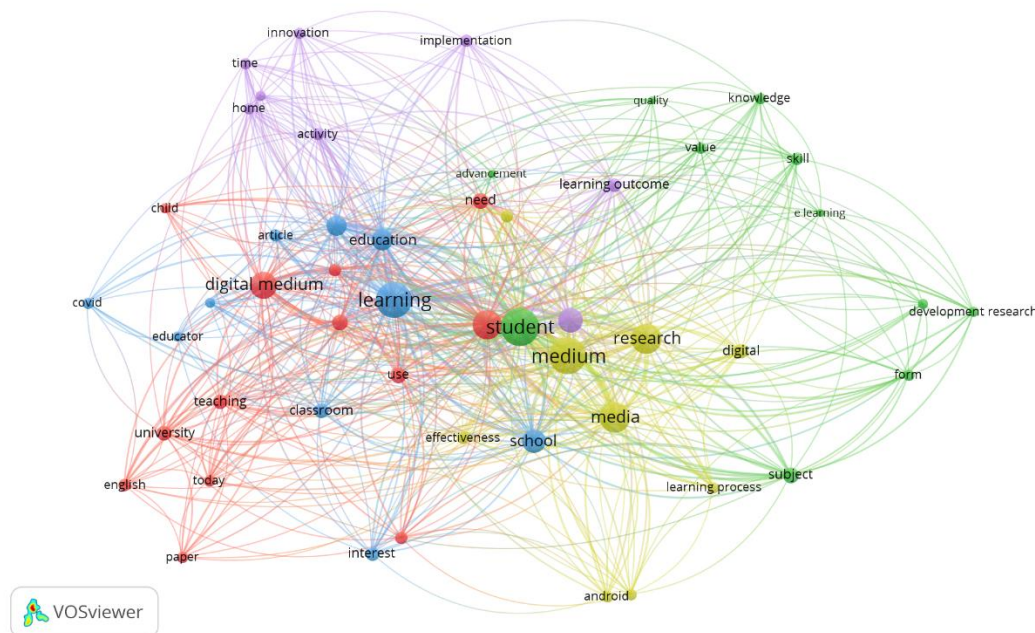 innovation
implementation
time
home
knowledge
quality
activity
value
skill
advancement
learning outcome
need
child
e learning
article
education
digital medium
learning
covid
development research
student
educator
research
medium
digital
use
form
teaching
classroom
media
university
effectiveness
school
subject
english
today
learning process
interest
paper
android
VOSviewer